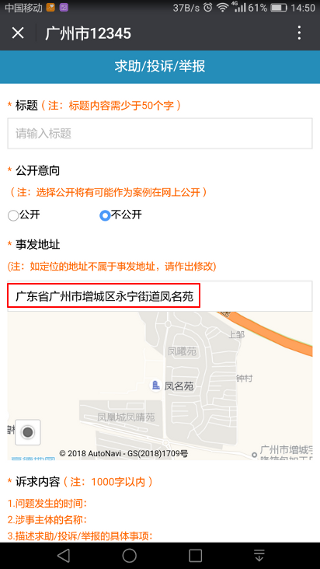 中国移动 37B/s 4G 61% 14:50
广州市12345
求助/投诉/举报
* 标题（注：标题内容需少于50个字）
请输入标题
* 公开意向
（注：选择公开将有可能作为案例在网上公开）
公开 不公开
* 事发地址
(注：如定位的地址不属于事发地址，请作出修改)
广东省广州市增城区永宁街道凤名苑
上邹
凤曦苑
钟村
凤名苑
凤凰城凤晴苑
广州市增城
© 2018 AutoNavi - GS(2018)1709号
* 诉求内容（注：1000字以内）
1.问题发生的时间：
2.涉事主体的名称：
3.描述求助/投诉/举报的具体事项：